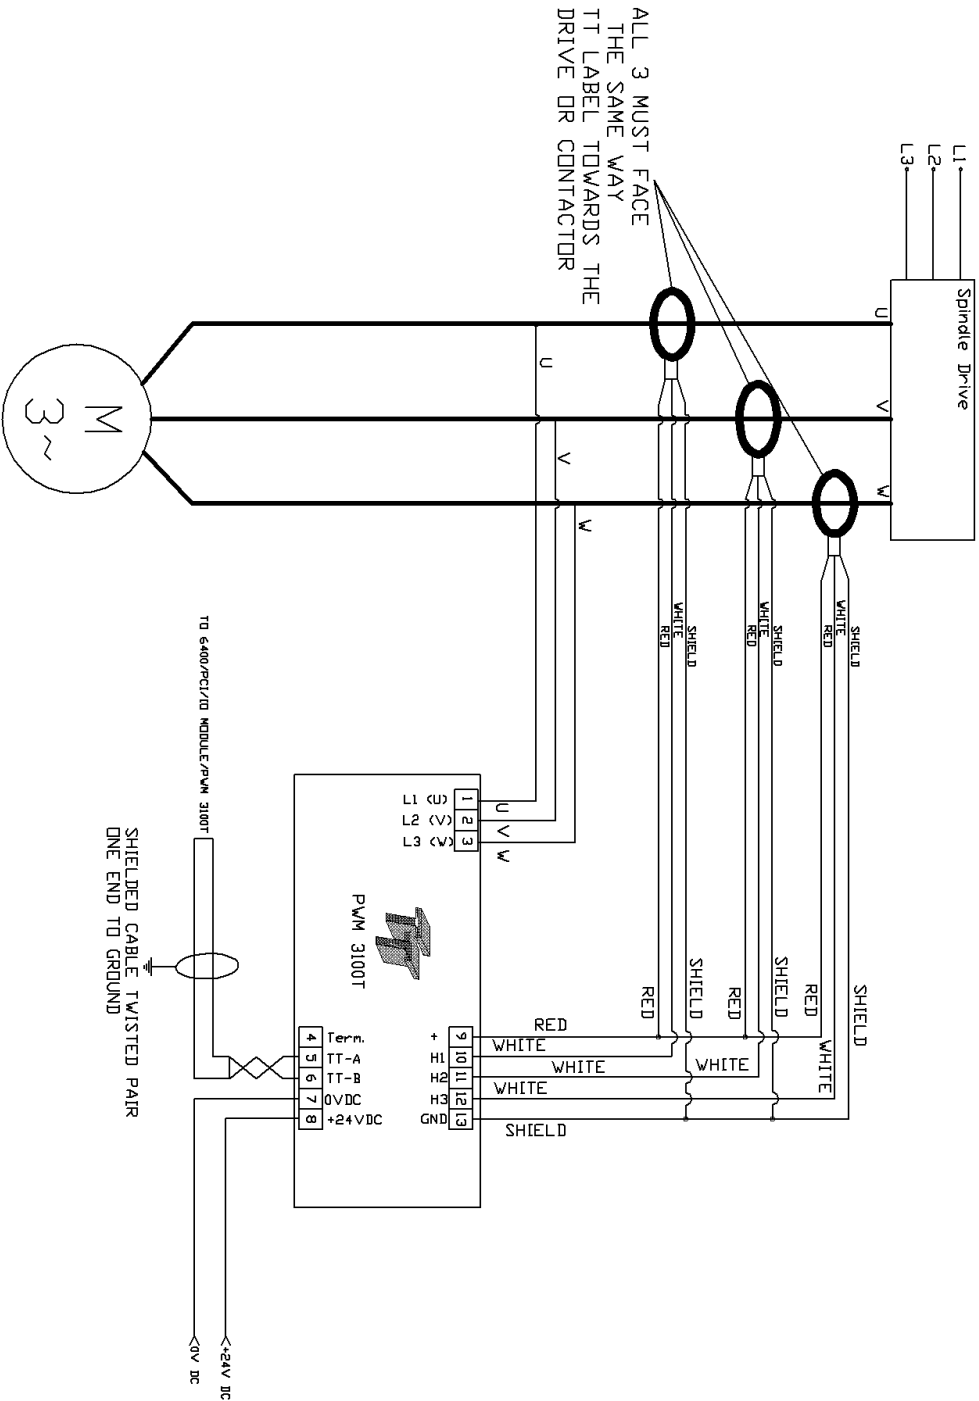 L1
L2
L3
Spindle Drive
U
V
W
ALL 3 MUST FACE
THE SAME WAY
TT LABEL TOWARDS THE
DRIVE OR CONTACTOR
M
3~
U
V
W
SHIELD
WHITE
RED
SHIELD
WHITE
RED
SHIELD
WHITE
RED
L1 (U) 1
L2 (V) 2
L3 (W) 3
U
V
W
PWM 3100T
SHIELD
WHITE
RED
SHIELD
WHITE
RED
SHIELD
RED
RED
WHITE
WHITE
WHITE
SHIELD
+ 9
H1 10
H2 11
H3 12
GND 13
4 Term.
5 TT-A
6 TT-B
7 0VDC
8 +24VDC
TO 6400/PCI/IO MODULE/PWM 3100T
SHIELDED CABLE TWISTED PAIR
ONE END TO GROUND
+24V DC
0V DC